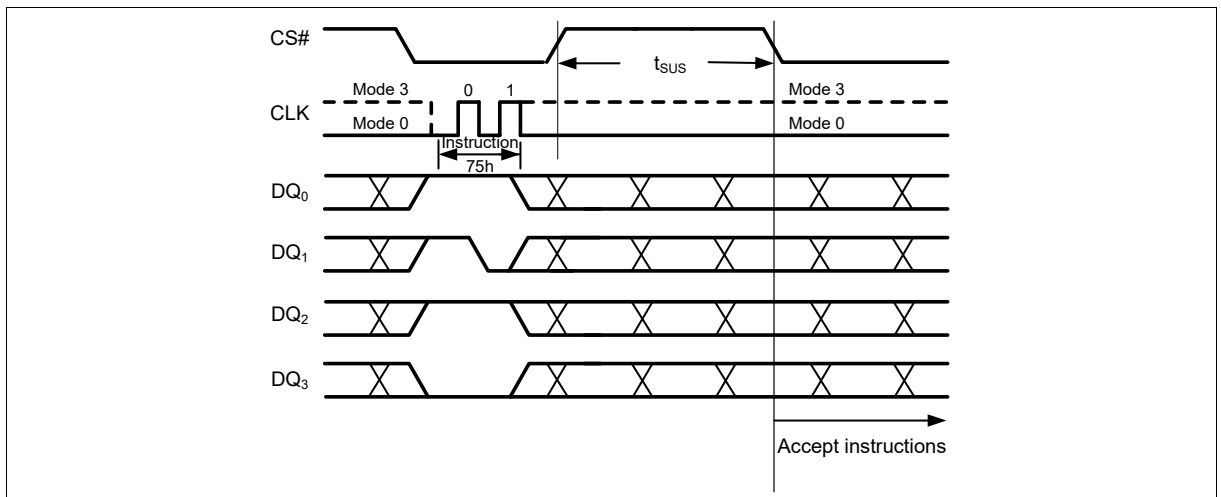 CS#
tSUS
Mode 3 0 1 Mode 3
CLK
Mode 0 Mode 0
Instruction
75h
DQ0
DQ1
DQ2
DQ3
Accept instructions